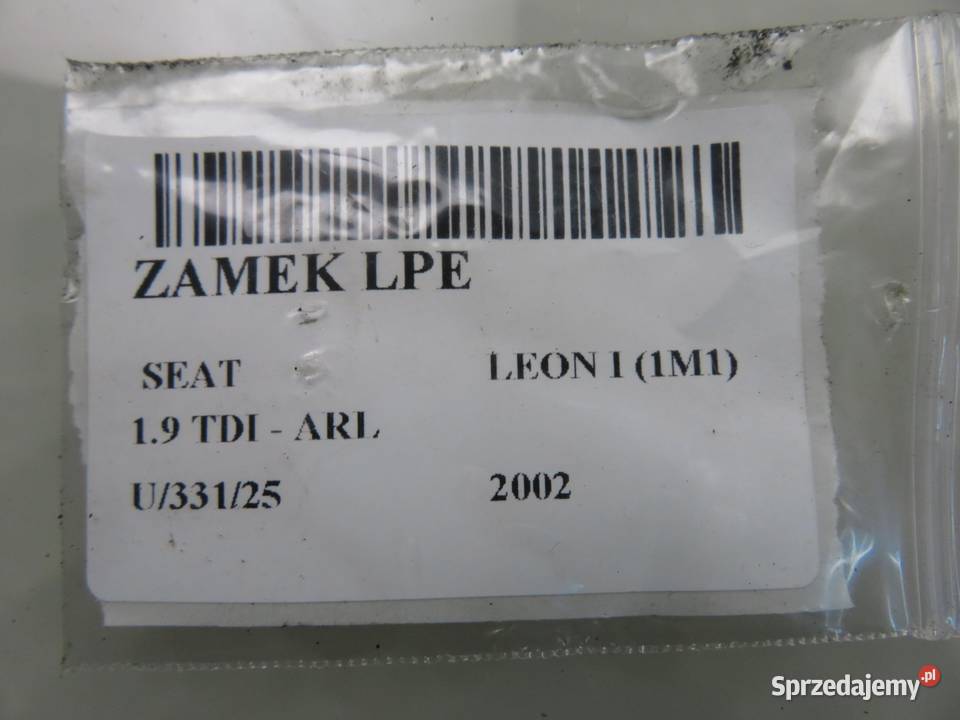 ZAMEK LPE
SEAT LEON I (1M1)
1.9 TDI - ARL
U/331/25 2002
Sprzedajemy.pl